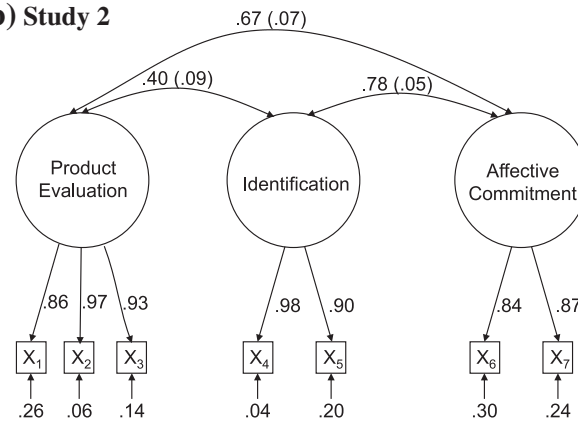 b) Study 2
.67 (.07)
.40 (.09)
.78 (.05)
Product
Evaluation
Identification
Affective
Commitment
.86 .97 .93 .98 .90 .84 .87
X₁ X₂ X₃ X₄ X₅ X₆ X₇
.26 .06 .14 .04 .20 .30 .24